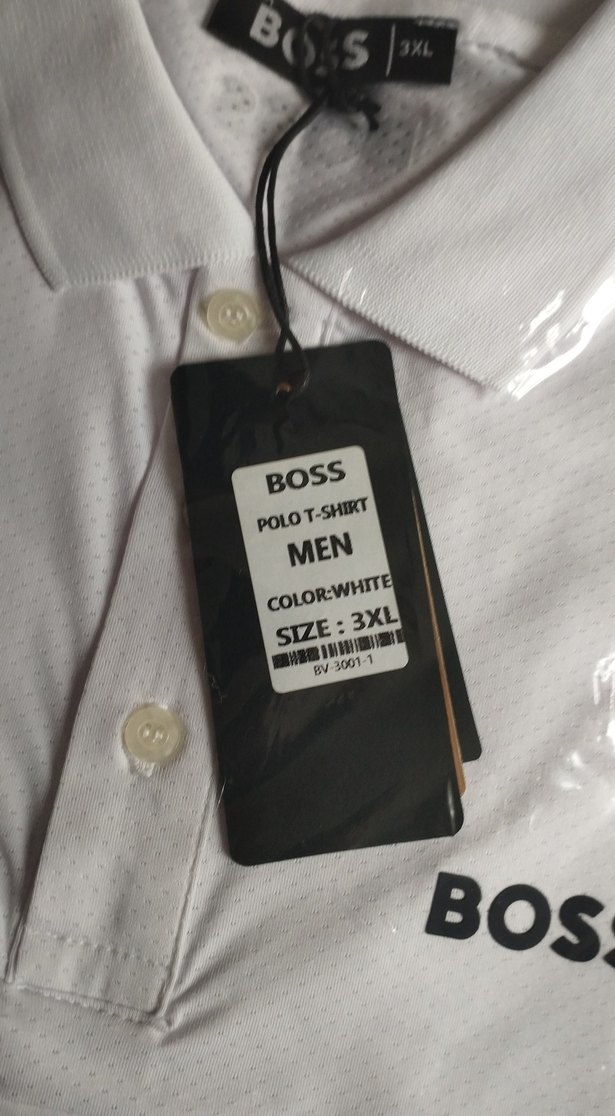 BOSS 3XL
BOSS
POLO T-SHIRT
MEN
COLOR:WHITE
SIZE : 3XL
BV-3001-1
BOSS